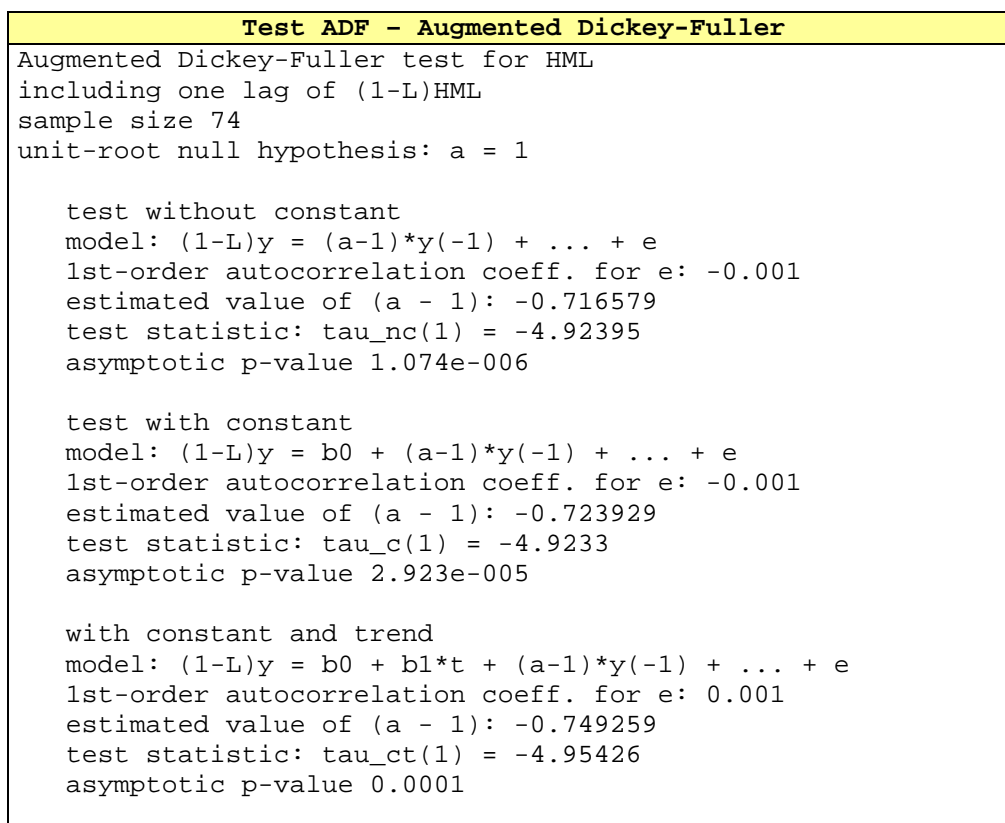 Test ADF – Augmented Dickey-Fuller
Augmented Dickey-Fuller test for HML
including one lag of (1-L)HML
sample size 74
unit-root null hypothesis: a = 1
test without constant
model: (1-L)y = (a-1)*y(-1) + ... + e
1st-order autocorrelation coeff. for e: -0.001
estimated value of (a - 1): -0.716579
test statistic: tau_nc(1) = -4.92395
asymptotic p-value 1.074e-006
test with constant
model: (1-L)y = b0 + (a-1)*y(-1) + ... + e
1st-order autocorrelation coeff. for e: -0.001
estimated value of (a - 1): -0.723929
test statistic: tau_c(1) = -4.9233
asymptotic p-value 2.923e-005
with constant and trend
model: (1-L)y = b0 + b1*t + (a-1)*y(-1) + ... + e
1st-order autocorrelation coeff. for e: 0.001
estimated value of (a - 1): -0.749259
test statistic: tau_ct(1) = -4.95426
asymptotic p-value 0.0001